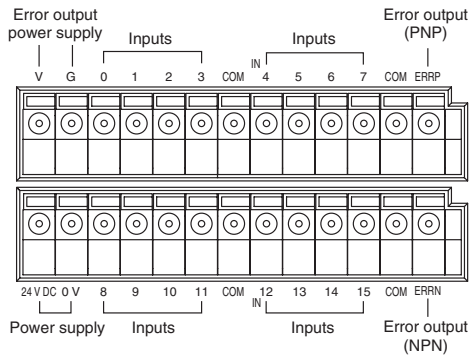 Error output
power supply
Inputs
Inputs
Error output
(PNP)
V G 0 1 2 3 COM IN 4 5 6 7 COM ERRP
24 V DC 0 V 8 9 10 11 COM IN 12 13 14 15 COM ERRN
Power supply
Inputs
Inputs
Error output
(NPN)